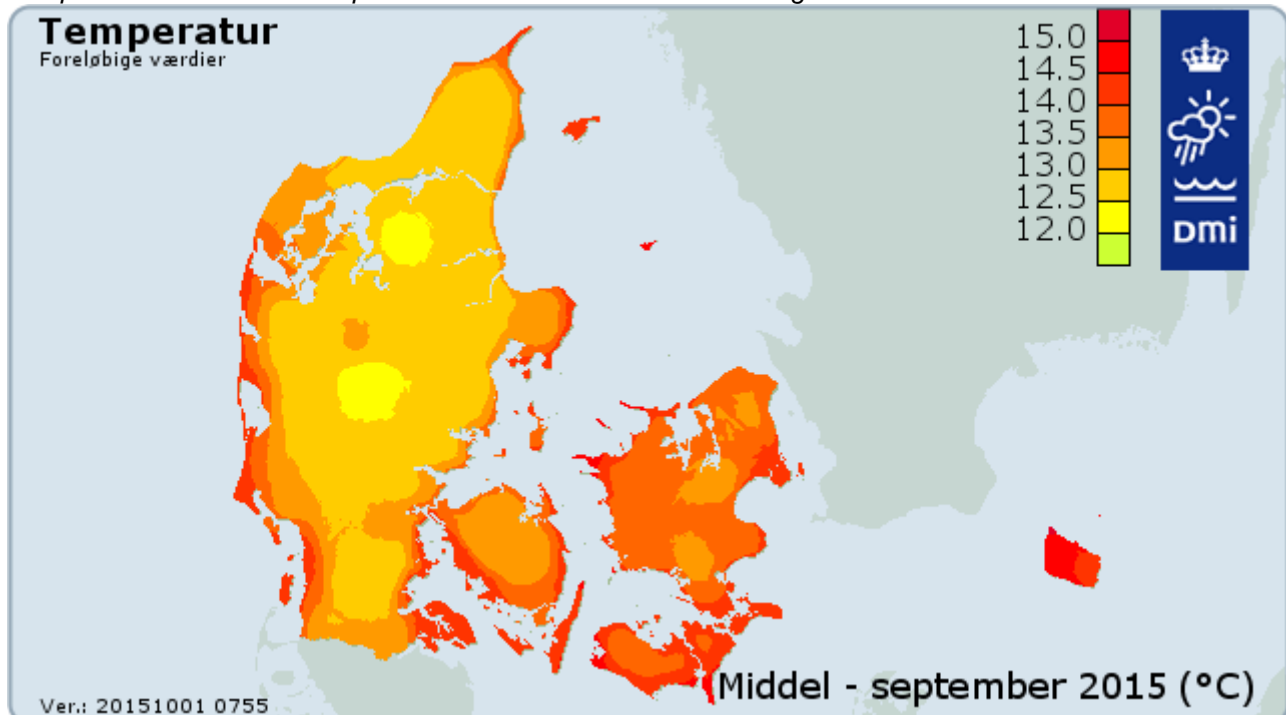 Temperatur
Foreløbige værdier
15.0
14.5
14.0
13.5
13.0
12.5
12.0
DMi
Middel - september 2015 (°C)
Ver.: 20151001 0755